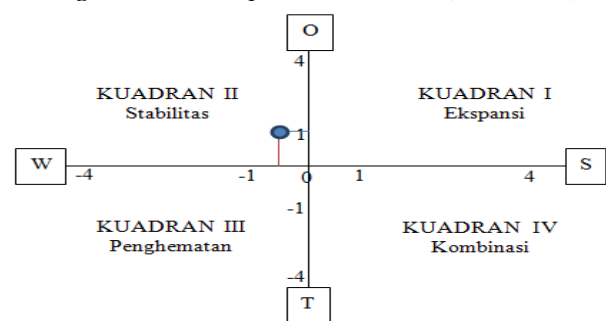 O
4
KUADRAN II
Stabilitas
KUADRAN I
Ekspansi
1
W
-4
-1
0
1
4
S
-1
KUADRAN III
Penghematan
KUADRAN IV
Kombinasi
-4
T